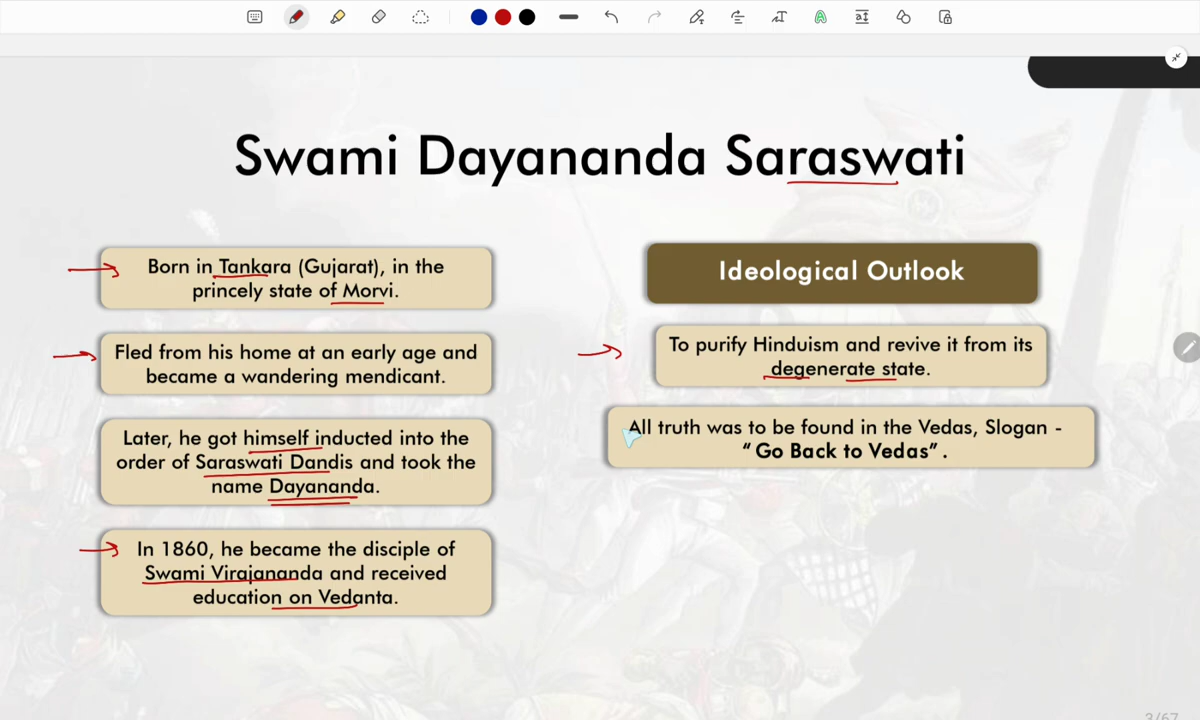 Swami Dayananda Saraswati
Born in Tankara (Gujarat), in the
princely state of Morvi.
Fled from his home at an early age and
became a wandering mendicant.
Later, he got himself inducted into the
order of Saraswati Dandis and took the
name Dayananda.
In 1860, he became the disciple of
Swami Virajananda and received
education on Vedanta.
Ideological Outlook
To purify Hinduism and revive it from its
degenerate state.
All truth was to be found in the Vedas, Slogan -
“Go Back to Vedas”.
3/67